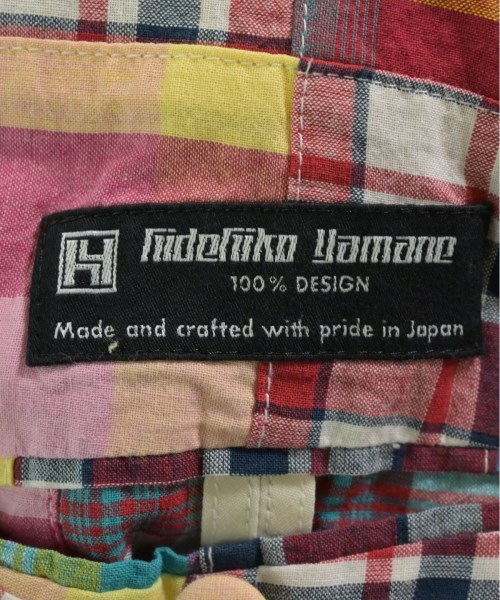 H Hidehiko Yamane
100% DESIGN
Made and crafted with pride in Japan